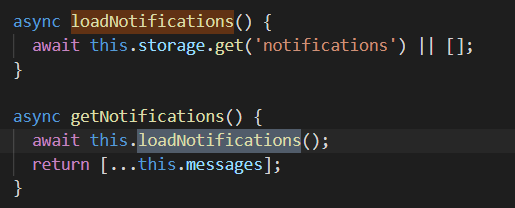 async loadNotifications() {
await this.storage.get('notifications') || [];
}
async getNotifications() {
await this.loadNotifications();
return [...this.messages];
}